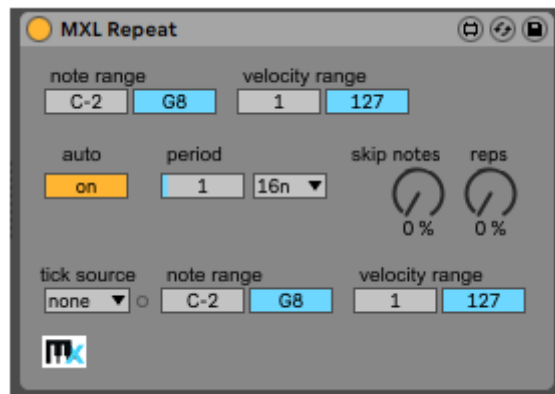 MXL Repeat
note range velocity range
C-2 G8 1 127
auto period skip notes reps
on 1 16n
0 % 0 %
tick source note range velocity range
none C-2 G8 1 127
mx